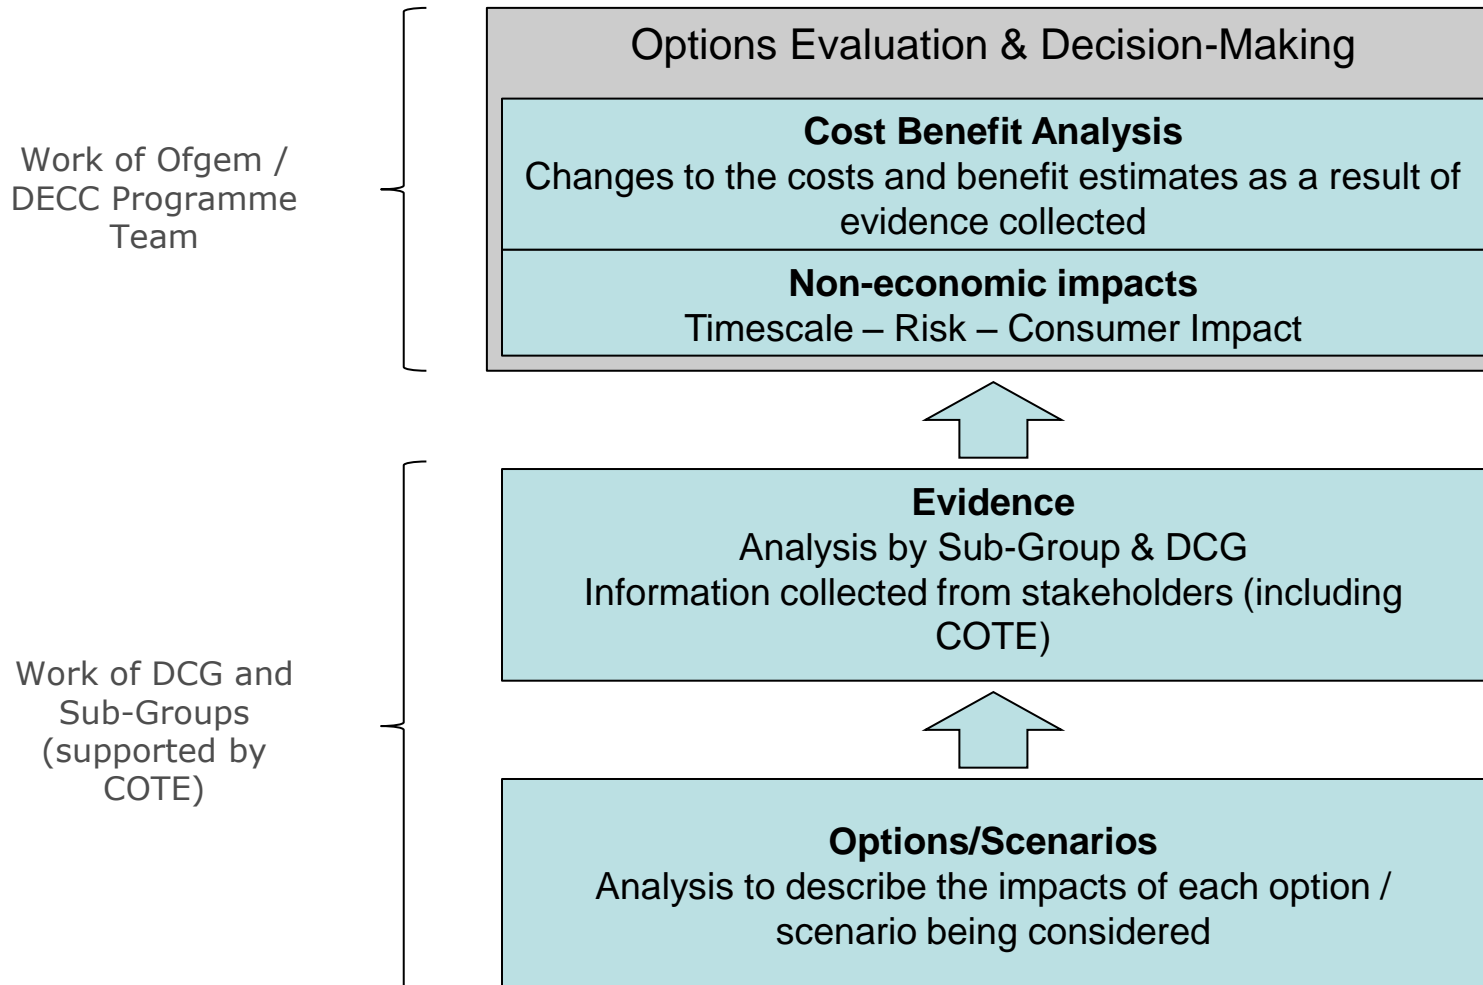 Options Evaluation & Decision-Making
Cost Benefit Analysis
Changes to the costs and benefit estimates as a result of
evidence collected
Non-economic impacts
Timescale – Risk – Consumer Impact
Work of Ofgem /
DECC Programme
Team
Evidence
Analysis by Sub-Group & DCG
Information collected from stakeholders (including
COTE)
Work of DCG and
Sub-Groups
(supported by
COTE)
Options/Scenarios
Analysis to describe the impacts of each option /
scenario being considered